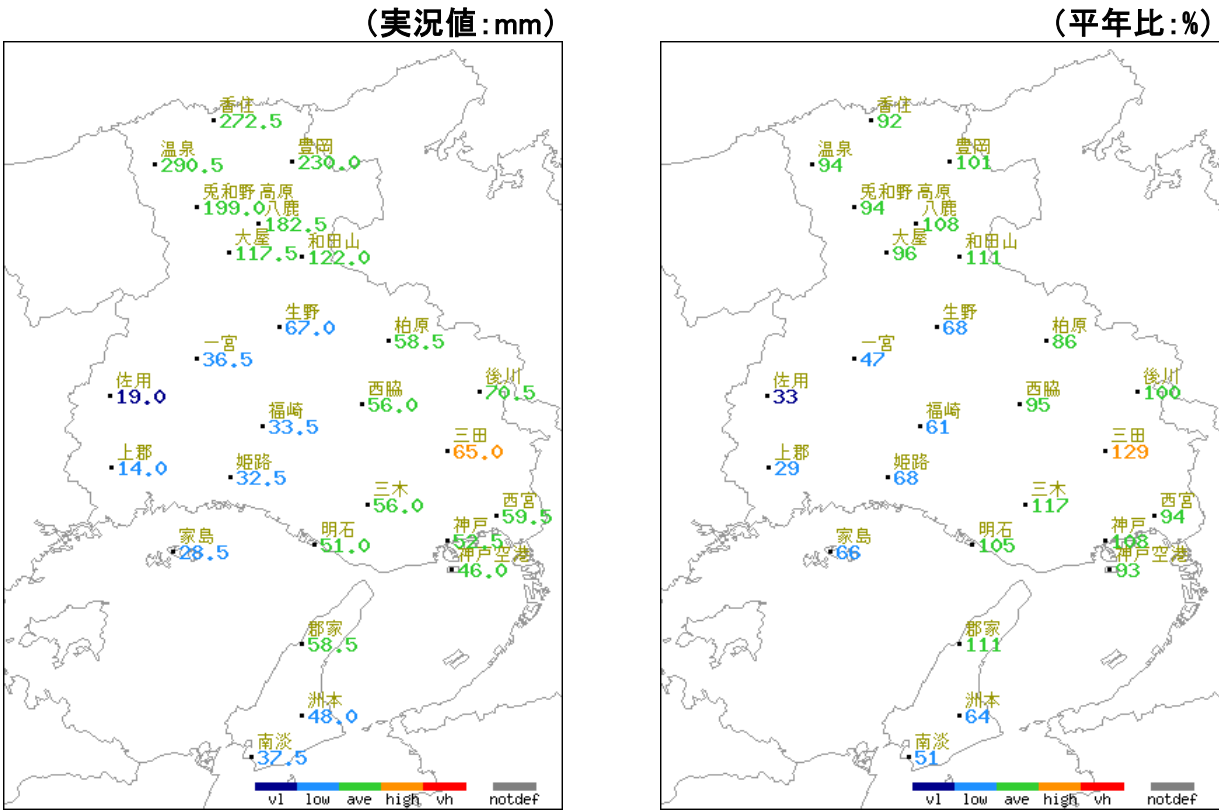 (実況値:mm)
香住
272.5
温泉
290.5
豊岡
230.0
兎和野高原
199.0
八鹿
182.5
大屋
117.5
和田山
122.0
生野
67.0
柏原
58.5
一宮
36.5
佐用
19.0
西脇
56.0
後川
70.5
福崎
33.5
三田
65.0
上郡
14.0
姫路
32.5
三木
56.0
西宮
59.5
家島
28.5
明石
51.0
神戸
52.5
神戸空港
46.0
郡家
58.5
洲本
48.0
南淡
37.5
vl low ave high vh notdef
(平年比:%)
香住
92
温泉
94
豊岡
101
兎和野高原
94
八鹿
108
大屋
96
和田山
111
生野
68
柏原
86
一宮
47
佐用
33
西脇
95
後川
100
福崎
61
三田
129
上郡
29
姫路
68
三木
117
西宮
94
家島
66
明石
105
神戸
108
神戸空港
93
郡家
111
洲本
64
南淡
51
vl low ave high vh notdef